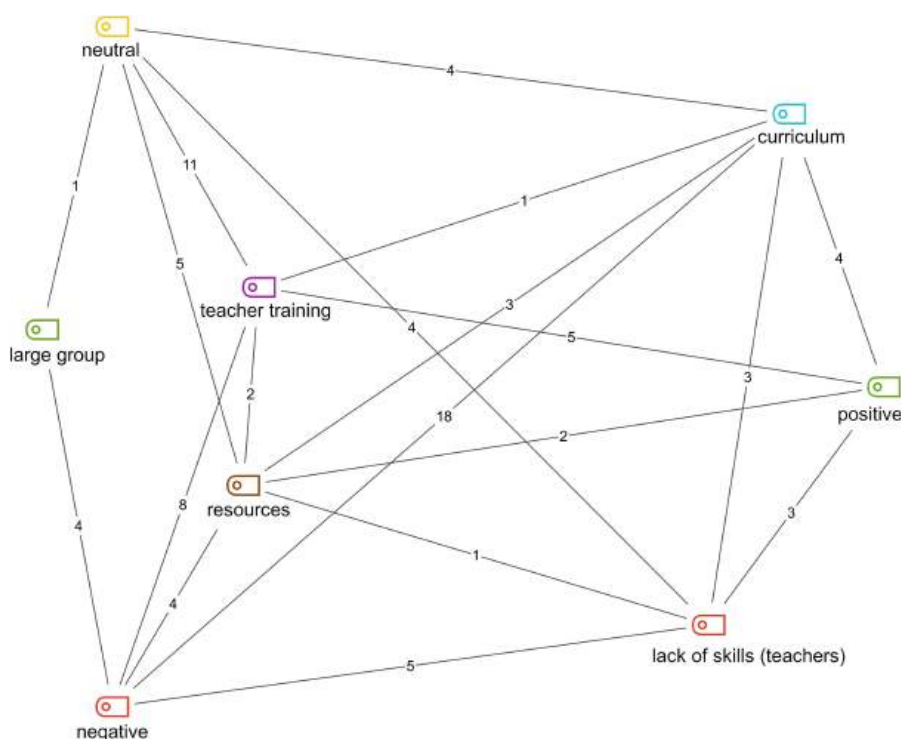 neutral
4
curriculum
11
1
1
5
4
teacher training
3
4
5
large group
3
2
positive
18
2
resources
8
3
4
1
4
lack of skills (teachers)
5
negative